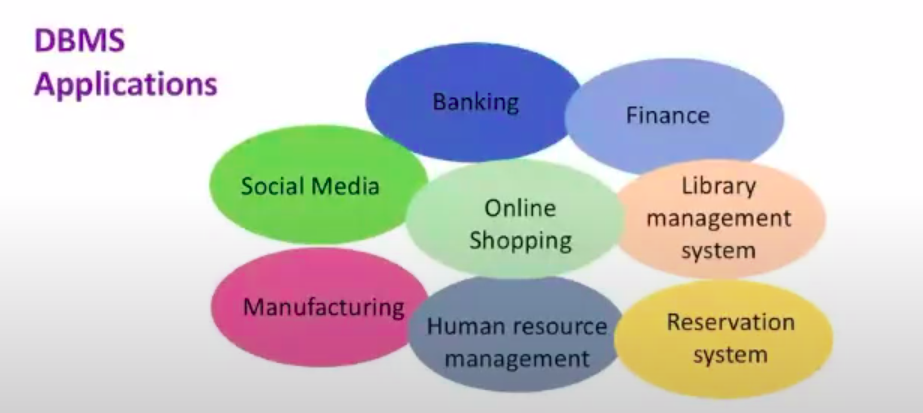 DBMS
Applications
Banking
Finance
Social Media
Online
Shopping
Library
management
system
Manufacturing
Human resource
management
Reservation
system